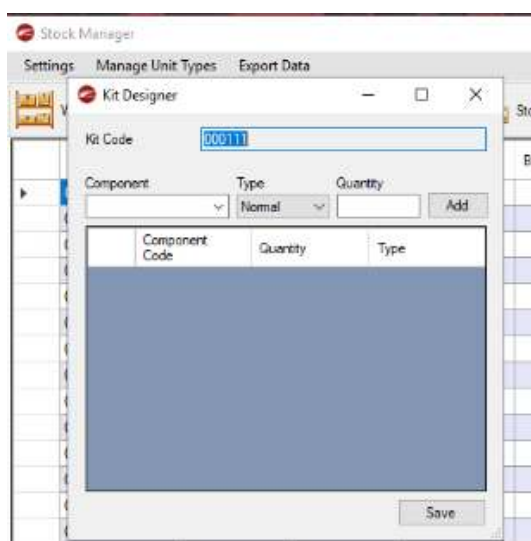 Stock Manager
Settings Manage Unit Types Export Data
Kit Designer
Kit Code 000111
Component Type Quantity
Normal Add
Component Code Quantity Type
Save